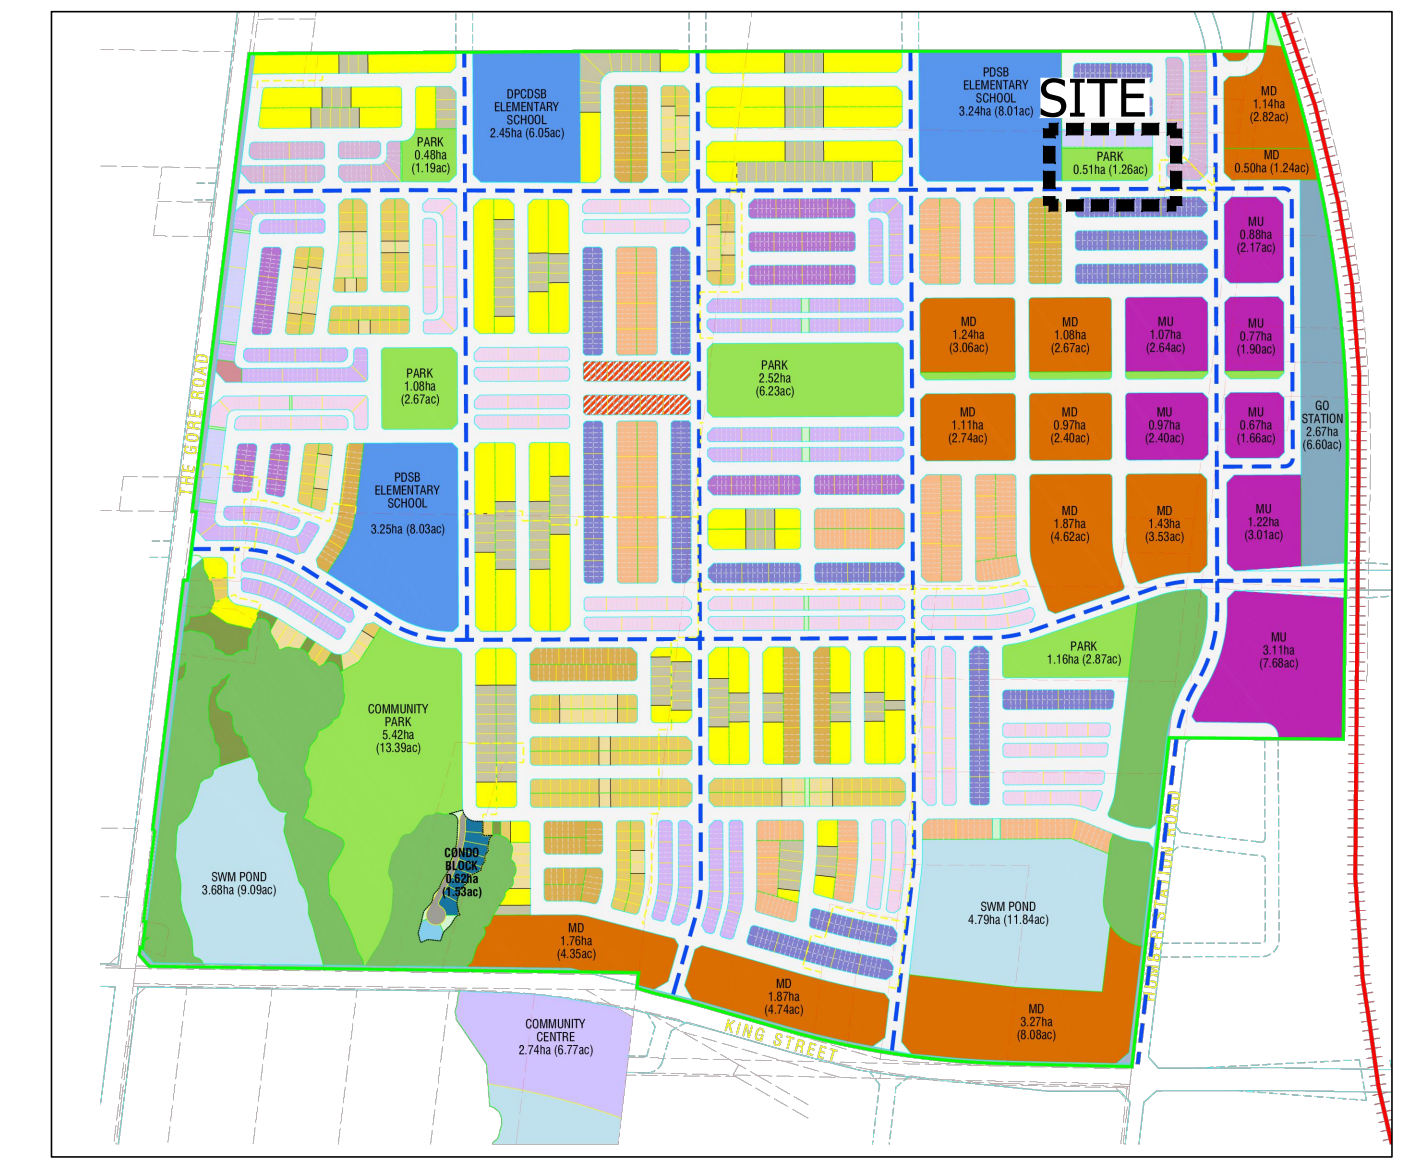 DPCDSB
ELEMENTARY
SCHOOL
2.45ha (6.05ac)
PDSB
ELEMENTARY
SCHOOL
3.24ha (8.01ac)
SITE
MD
1.14ha
(2.82ac)
PARK
0.48ha
(1.19ac)
PARK
0.51ha (1.26ac)
MD
0.50ha (1.24ac)
MU
0.88ha
(2.17ac)
MD
1.24ha
(3.06ac)
MD
1.08ha
(2.67ac)
MU
1.07ha
(2.64ac)
MU
0.77ha
(1.90ac)
PARK
1.08ha
(2.67ac)
PARK
2.52ha
(6.23ac)
THE GORE ROAD
MD
1.11ha
(2.74ac)
MD
0.97ha
(2.40ac)
MU
0.97ha
(2.40ac)
MU
0.67ha
(1.66ac)
GO
STATION
2.67ha
(6.60ac)
PDSB
ELEMENTARY
SCHOOL
3.25ha (8.03ac)
MD
1.87ha
(4.62ac)
MD
1.43ha
(3.53ac)
MU
1.22ha
(3.01ac)
PARK
1.16ha (2.87ac)
MU
3.11ha
(7.68ac)
COMMUNITY
PARK
5.42ha
(13.39ac)
HUMBER STATION ROAD
CONDO
BLOCK
0.62ha
(1.53ac)
SWM POND
3.68ha (9.09ac)
SWM POND
4.79ha (11.84ac)
MD
1.76ha
(4.35ac)
MD
1.87ha
(4.74ac)
MD
3.27ha
(8.08ac)
KING STREET
COMMUNITY
CENTRE
2.74ha (6.77ac)